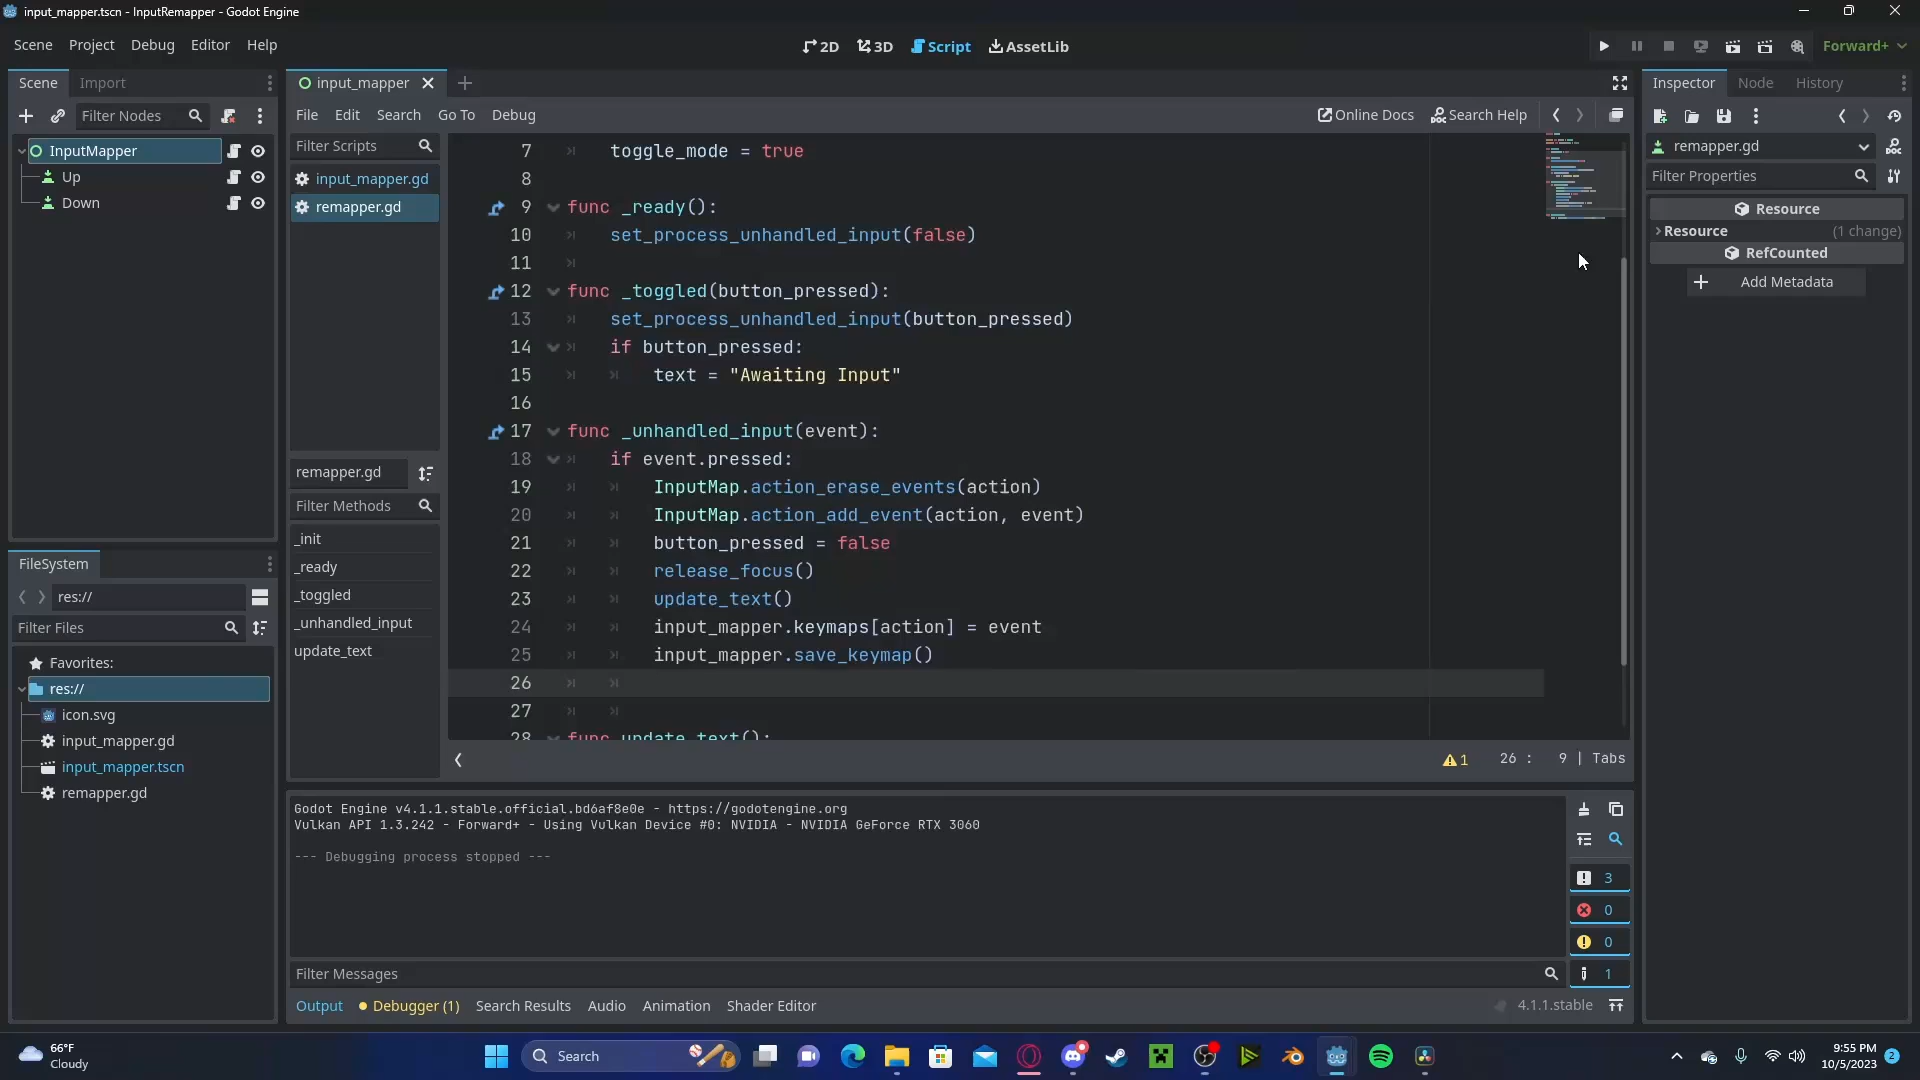 input_mapper.tscn - InputRemapper - Godot Engine
Scene Project Debug Editor Help
2D 3D Script AssetLib
Forward+
Scene Import
Filter Nodes
InputMapper
Up
Down
FileSystem
res://
Filter Files
Favorites:
res://
icon.svg
input_mapper.gd
input_mapper.tscn
remapper.gd
input_mapper
File Edit Search Go To Debug
Online Docs Search Help
Filter Scripts
input_mapper.gd
remapper.gd
remapper.gd
Filter Methods
_init
_ready
_toggled
_unhandled_input
update_text
7 toggle_mode = true
8
9 func _ready():
10 set_process_unhandled_input(false)
11
12 func _toggled(button_pressed):
13 set_process_unhandled_input(button_pressed)
14 if button_pressed:
15 text = "Awaiting Input"
16
17 func _unhandled_input(event):
18 if event.pressed:
19 InputMap.action_erase_events(action)
20 InputMap.action_add_event(action, event)
21 button_pressed = false
22 release_focus()
23 update_text()
24 input_mapper.keymaps[action] = event
25 input_mapper.save_keymap()
26
27
28 func update_text():
1 26 : 9 | Tabs
Godot Engine v4.1.1.stable.official.bd6af8e0e - https://godotengine.org
Vulkan API 1.3.242 - Forward+ - Using Vulkan Device #0: NVIDIA - NVIDIA GeForce RTX 3060
--- Debugging process stopped ---
3
0
0
1
Filter Messages
Output Debugger (1) Search Results Audio Animation Shader Editor
4.1.1.stable
Inspector Node History
remapper.gd
Filter Properties
Resource
Resource (1 change)
RefCounted
Add Metadata
66°F
Cloudy
Search
9:55 PM
10/5/2023
2